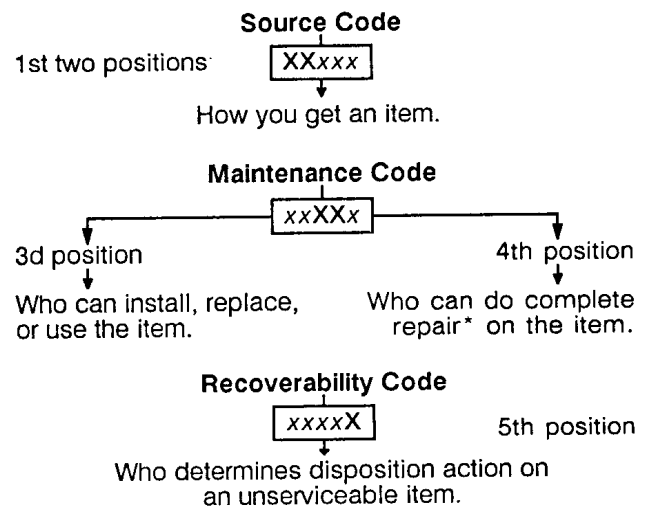 Source Code
1st two positions
XXxxx
How you get an item.
Maintenance Code
xxXXx
3d position
4th position
Who can install, replace,
or use the item.
Who can do complete
repair* on the item.
Recoverability Code
xxxxX
5th position
Who determines disposition action on
an unserviceable item.